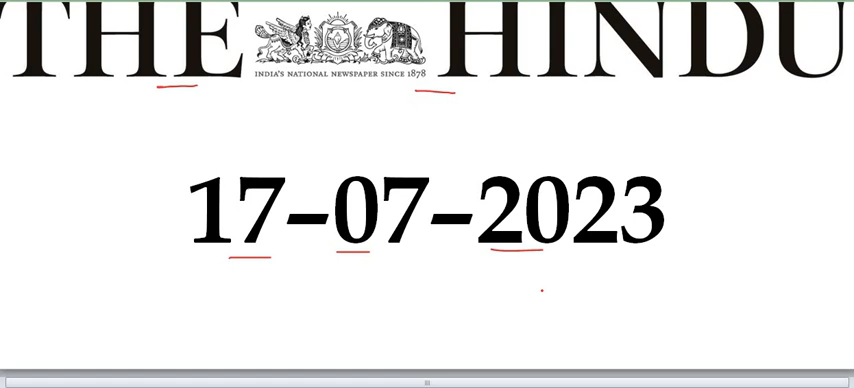 THE HINDU
INDIA'S NATIONAL NEWSPAPER SINCE 1878
17-07-2023